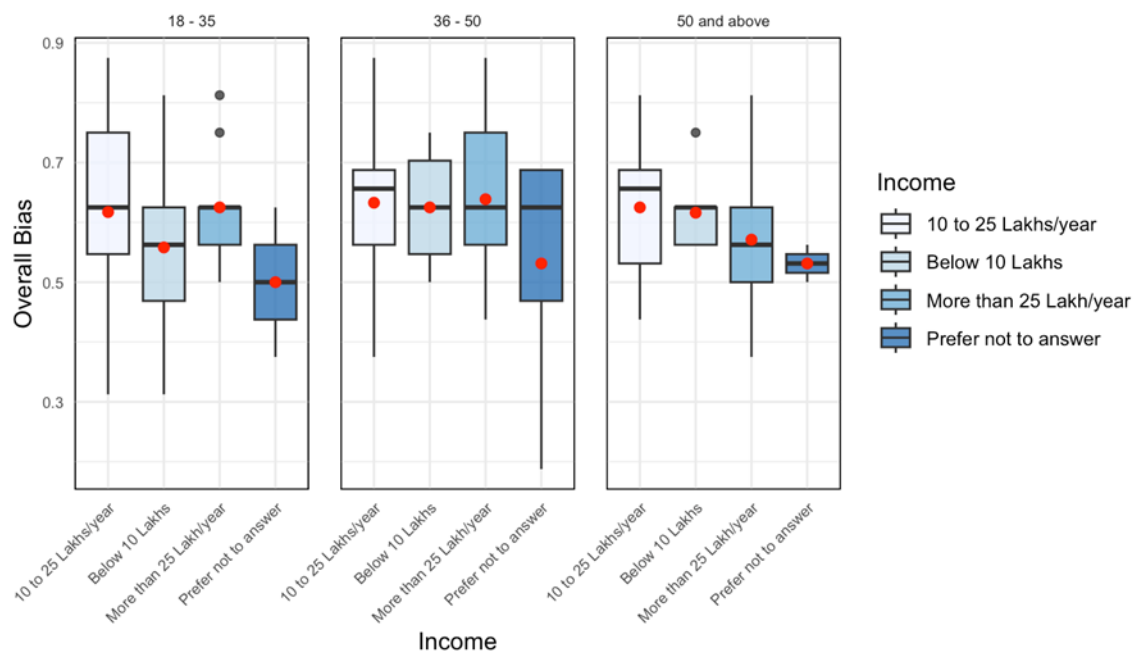 18 - 35
36 - 50
50 and above
Overall Bias
0.9
0.7
0.5
0.3
10 to 25 Lakhs/year
Below 10 Lakhs
More than 25 Lakh/year
Prefer not to answer
10 to 25 Lakhs/year
Below 10 Lakhs
More than 25 Lakh/year
Prefer not to answer
10 to 25 Lakhs/year
Below 10 Lakhs
More than 25 Lakh/year
Prefer not to answer
Income
Income
10 to 25 Lakhs/year
Below 10 Lakhs
More than 25 Lakh/year
Prefer not to answer